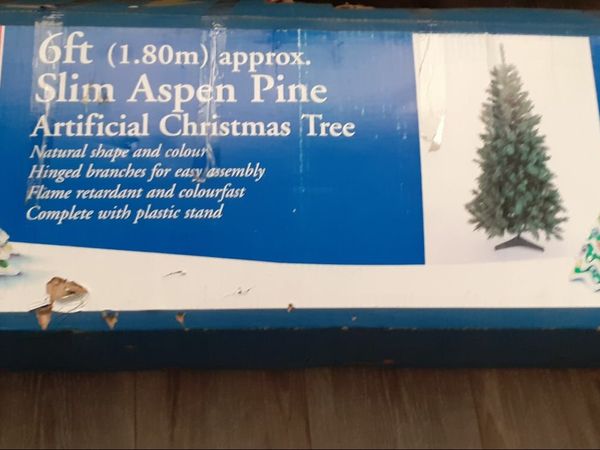 6ft (1.80m) approx.
Slim Aspen Pine
Artificial Christmas Tree
Natural shape and colour
Hinged branches for easy assembly
Flame retardant and colourfast
Complete with plastic stand